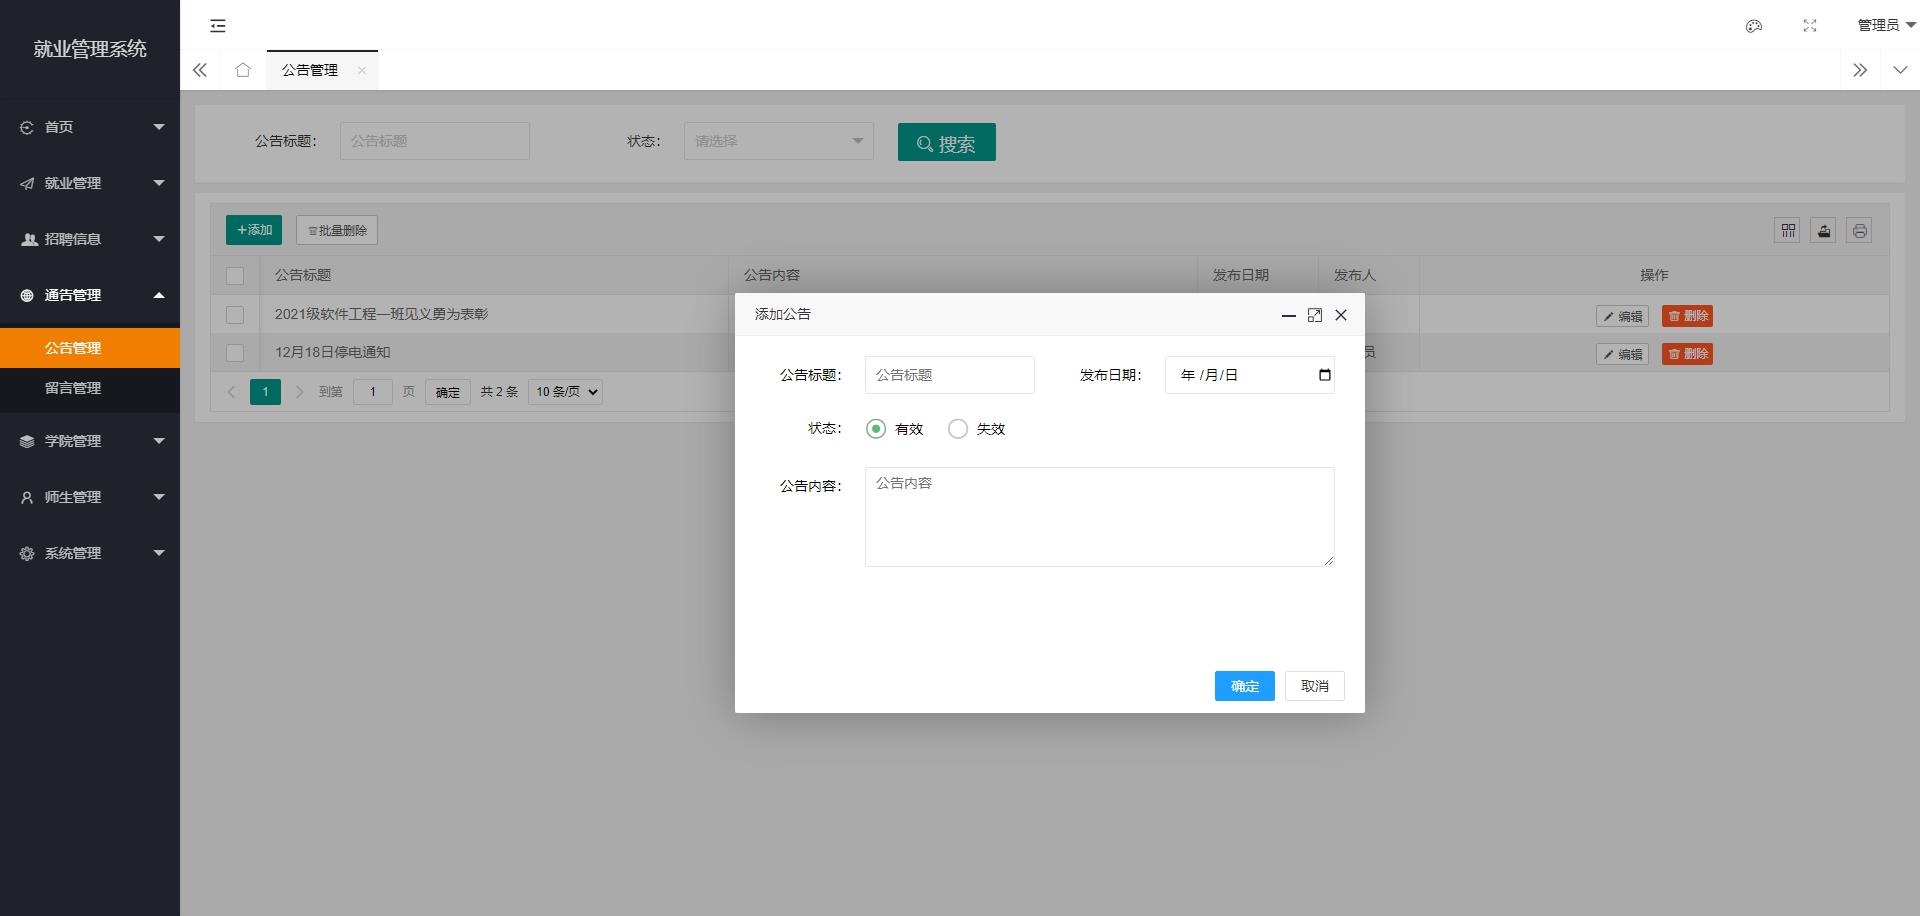 就业管理系统
管理员
公告管理
首页
就业管理
招聘信息
通告管理
公告管理
留言管理
学院管理
师生管理
系统管理
公告标题： 公告标题 状态： 请选择 搜索
添加 批量删除
公告标题 公告内容 发布日期 发布人 操作
2021级软件工程一班见义勇为表彰 编辑 删除
12月18日停电通知 员 编辑 删除
1 到第 1 页 确定 共 2 条 10 条/页
添加公告
公告标题： 公告标题 发布日期： 年 /月/日
状态： 有效 失效
公告内容： 公告内容
确定 取消